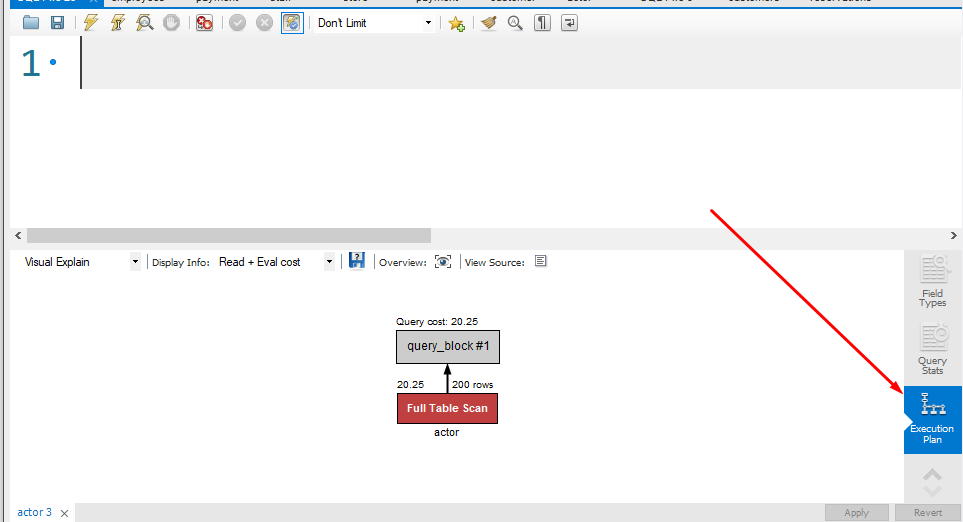 Don't Limit
1
Visual Explain
Display Info:
Read + Eval cost
Overview:
View Source:
Field
Types
Query cost: 20.25
query_block #1
Query
Stats
20.25
200 rows
Full Table Scan
actor
Execution
Plan
actor 3
Apply
Revert